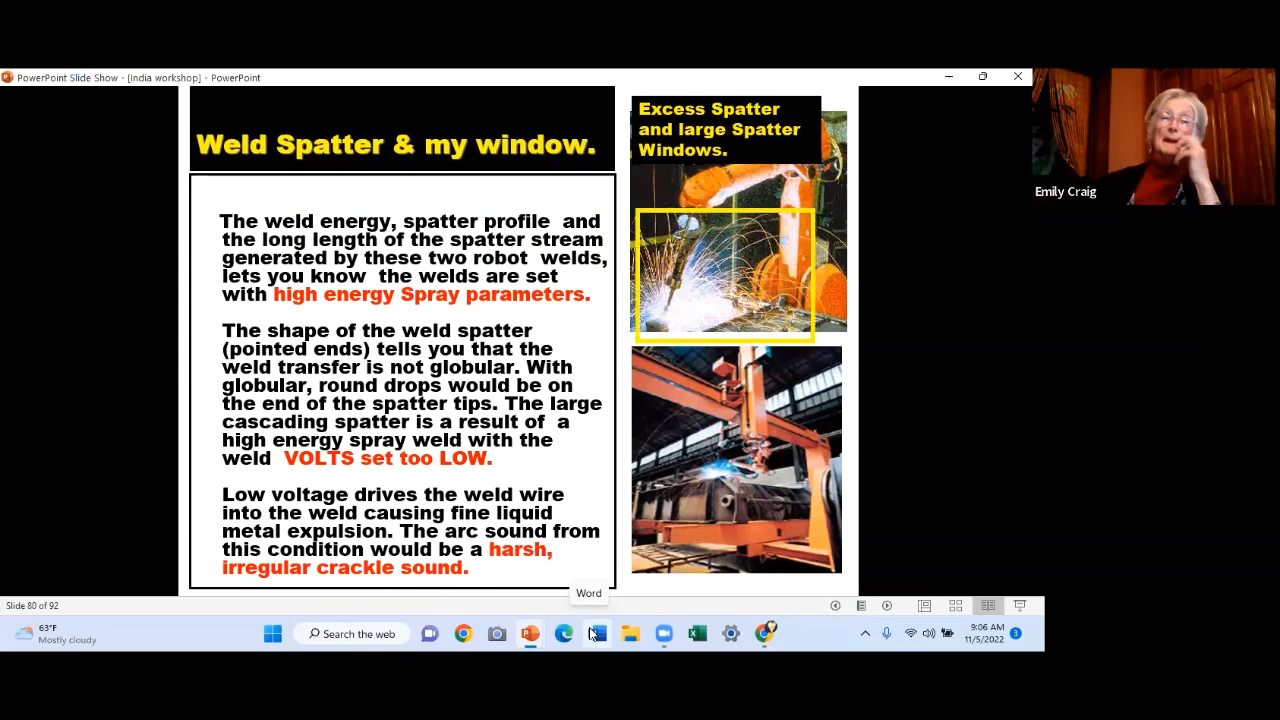 PowerPoint Slide Show - [India workshop] - PowerPoint
Weld Spatter & my window.
Excess Spatter
and large Spatter
Windows.
Emily Craig
The weld energy, spatter profile and
the long length of the spatter stream
generated by these two robot welds,
lets you know the welds are set
with high energy Spray parameters.
The shape of the weld spatter
(pointed ends) tells you that the
weld transfer is not globular. With
globular, round drops would be on
the end of the spatter tips. The large
cascading spatter is a result of a
high energy spray weld with the
weld VOLTS set too LOW.
Low voltage drives the weld wire
into the weld causing fine liquid
metal expulsion. The arc sound from
this condition would be a harsh,
irregular crackle sound.
Word
Slide 80 of 92
63°F
Mostly cloudy
Search the web
9:06 AM
11/5/2022
3